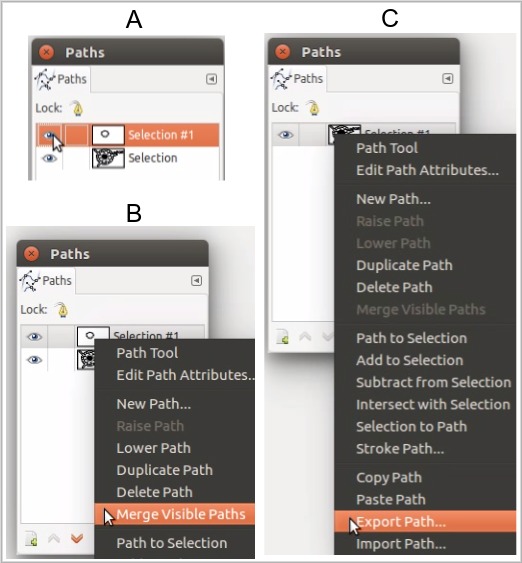 A
Paths
Paths
Lock:
Selection #1
Selection
B
Paths
Paths
Lock:
Selection #1
Path Tool
Edit Path Attributes..
New Path...
Raise Path
Lower Path
Duplicate Path
Delete Path
Merge Visible Paths
Path to Selection
C
Paths
Paths
Lock:
Selection #1
Path Tool
Edit Path Attributes...
New Path...
Raise Path
Lower Path
Duplicate Path
Delete Path
Merge Visible Paths
Path to Selection
Add to Selection
Subtract from Selection
Intersect with Selection
Selection to Path
Stroke Path...
Copy Path
Paste Path
Export Path...
Import Path...